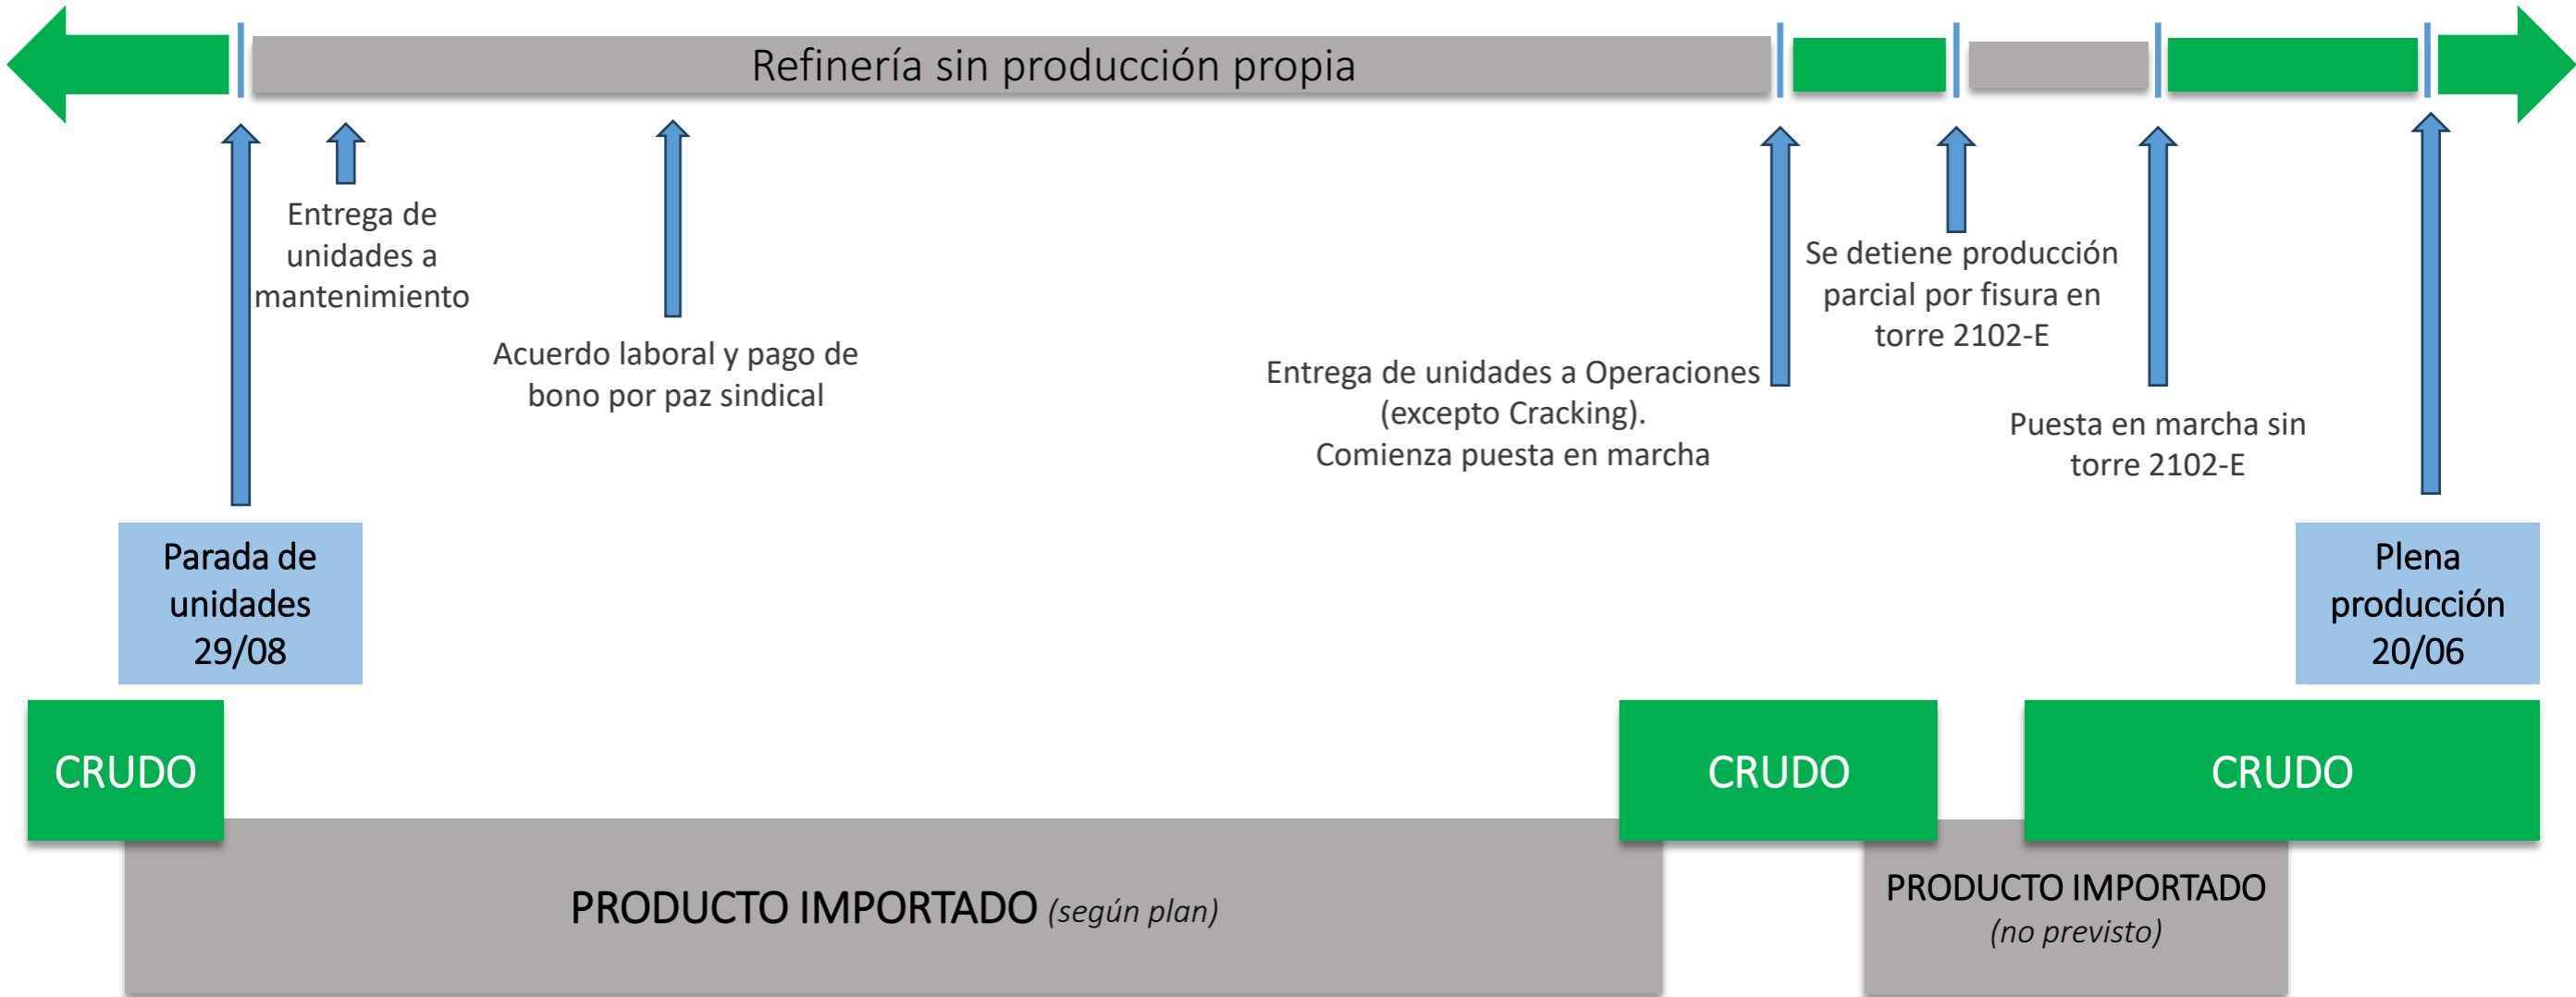 Refinería sin producción propia
Entrega de
unidades a
mantenimiento
Acuerdo laboral y pago de
bono por paz sindical
Entrega de unidades a Operaciones
(excepto Cracking).
Comienza puesta en marcha
Se detiene producción
parcial por fisura en
torre 2102-E
Puesta en marcha sin
torre 2102-E
Parada de
unidades
29/08
Plena
producción
20/06
CRUDO
CRUDO
CRUDO
PRODUCTO IMPORTADO (según plan)
PRODUCTO IMPORTADO
(no previsto)